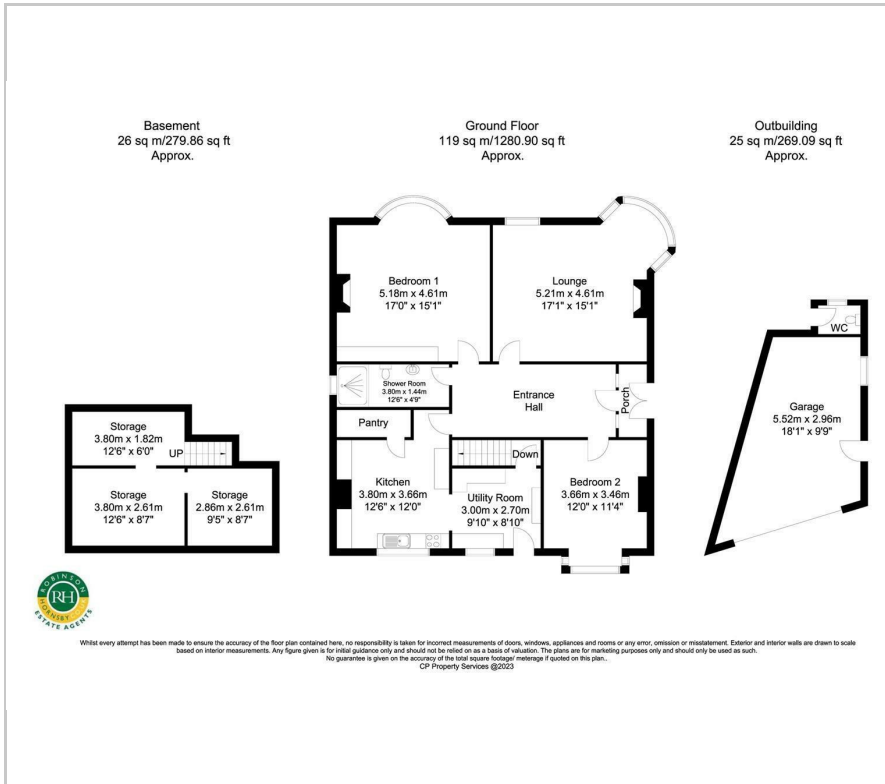 Basement
26 sq m/279.86 sq ft
Approx.
Ground Floor
119 sq m/1280.90 sq ft
Approx.
Outbuilding
25 sq m/269.09 sq ft
Approx.
Bedroom 1
5.18m x 4.61m
17'0" x 15'1"
Lounge
5.21m x 4.61m
17'1" x 15'1"
Shower Room
3.80m x 1.44m
12'6" x 4'9"
Entrance
Hall
Porch
Pantry
Kitchen
3.80m x 3.66m
12'6" x 12'0"
Down
Utility Room
3.00m x 2.70m
9'10" x 8'10"
Bedroom 2
3.66m x 3.46m
12'0" x 11'4"
Storage
3.80m x 1.82m
12'6" x 6'0"
UP
Storage
3.80m x 2.61m
12'6" x 8'7"
Storage
2.86m x 2.61m
9'5" x 8'7"
WC
Garage
5.52m x 2.96m
18'1" x 9'9"
ROBINSON
HORNSBY
RH
ESTATE AGENTS
Whilst every attempt has been made to ensure the accuracy of the floor plan contained here, no responsibility is taken for incorrect measurements of doors, windows, appliances and rooms or any error, omission or misstatement. Exterior and interior walls are drawn to scale
based on interior measurements. Any figure given is for initial guidance only and should not be relied on as a basis of valuation. The plans are for marketing purposes only and should only be used as such.
No guarantee is given on the accuracy of the total square footage/ meterage if quoted on this plan..
CP Property Services @2023